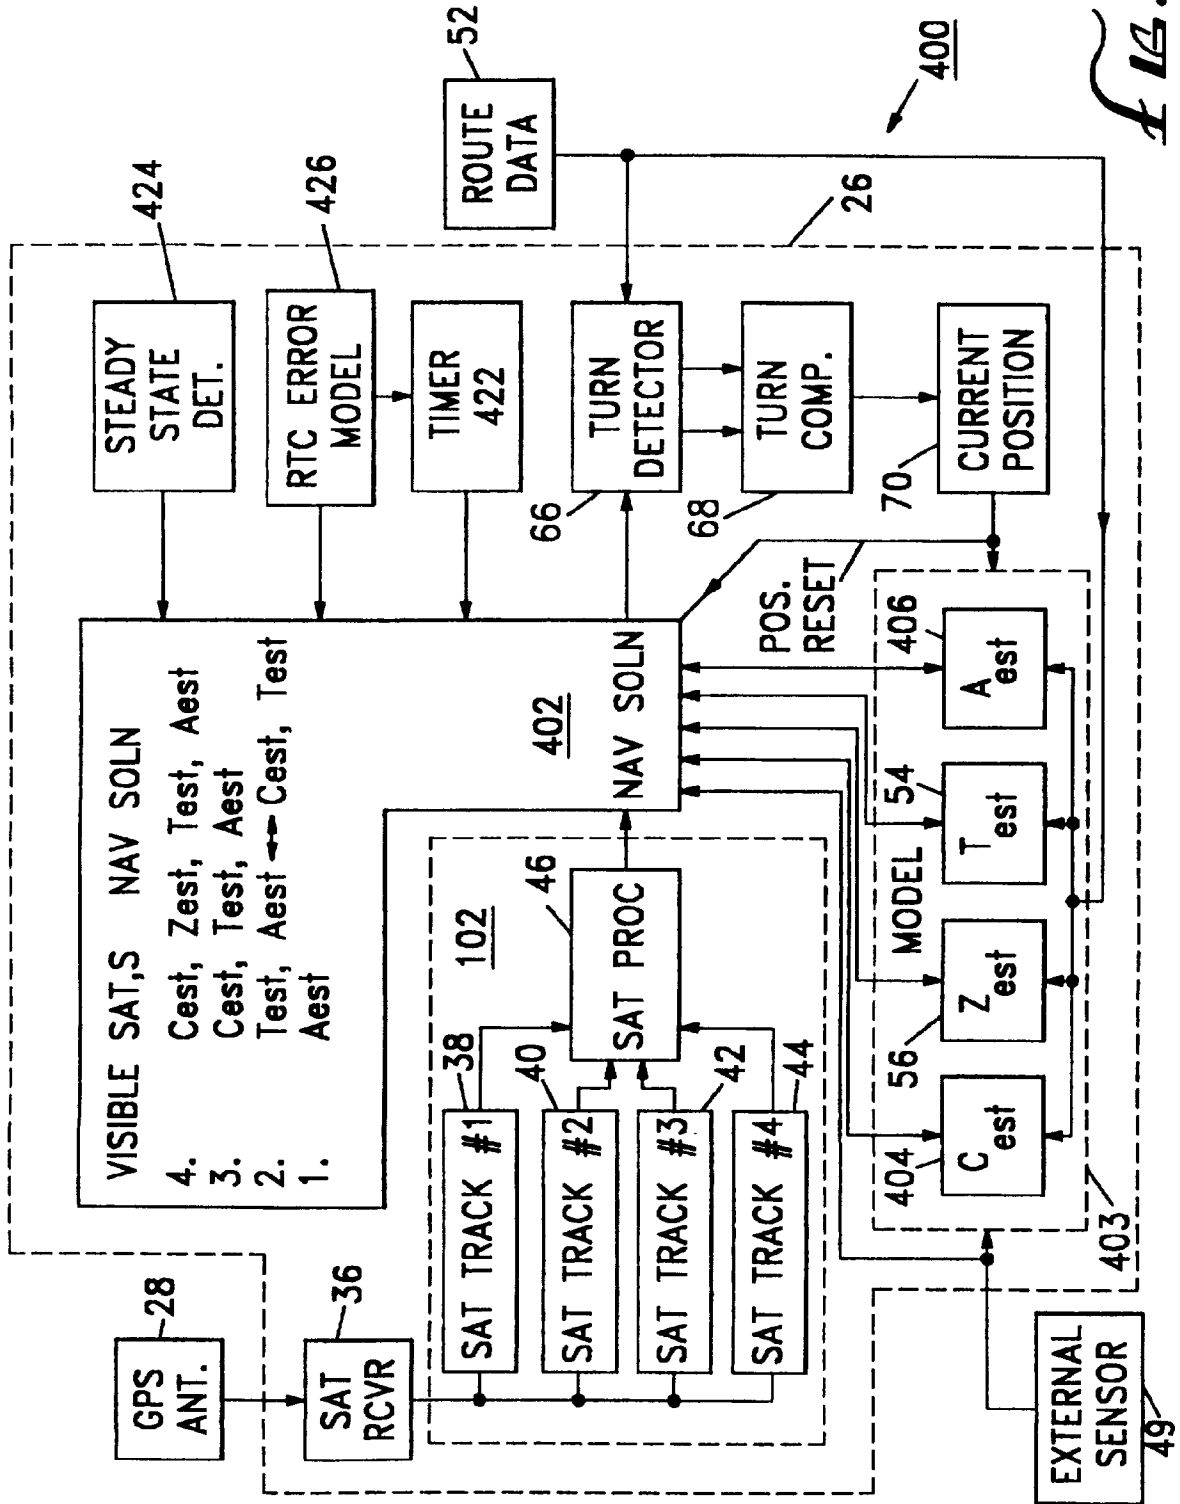 GPS
ANT.
28
SAT
RCVR
36
VISIBLE SAT,S NAV SOLN
4. Cest, Zest, Test, Aest
3. Cest, Test, Aest
2. Test, Aest ↔ Cest, Test
1. Aest
402
NAV SOLN
STEADY
STATE
DET.
424
RTC ERROR
MODEL
426
TIMER
422
ROUTE
DATA
52
TURN
DETECTOR
66
TURN
COMP.
68
CURRENT
POSITION
70
26
400
SAT TRACK #1
38
SAT TRACK #2
40
SAT TRACK #3
42
SAT TRACK #4
44
102
SAT PROC
46
POS.
RESET
MODEL
C est
404
Z est
56
T est
54
A est
406
403
EXTERNAL
SENSOR
49